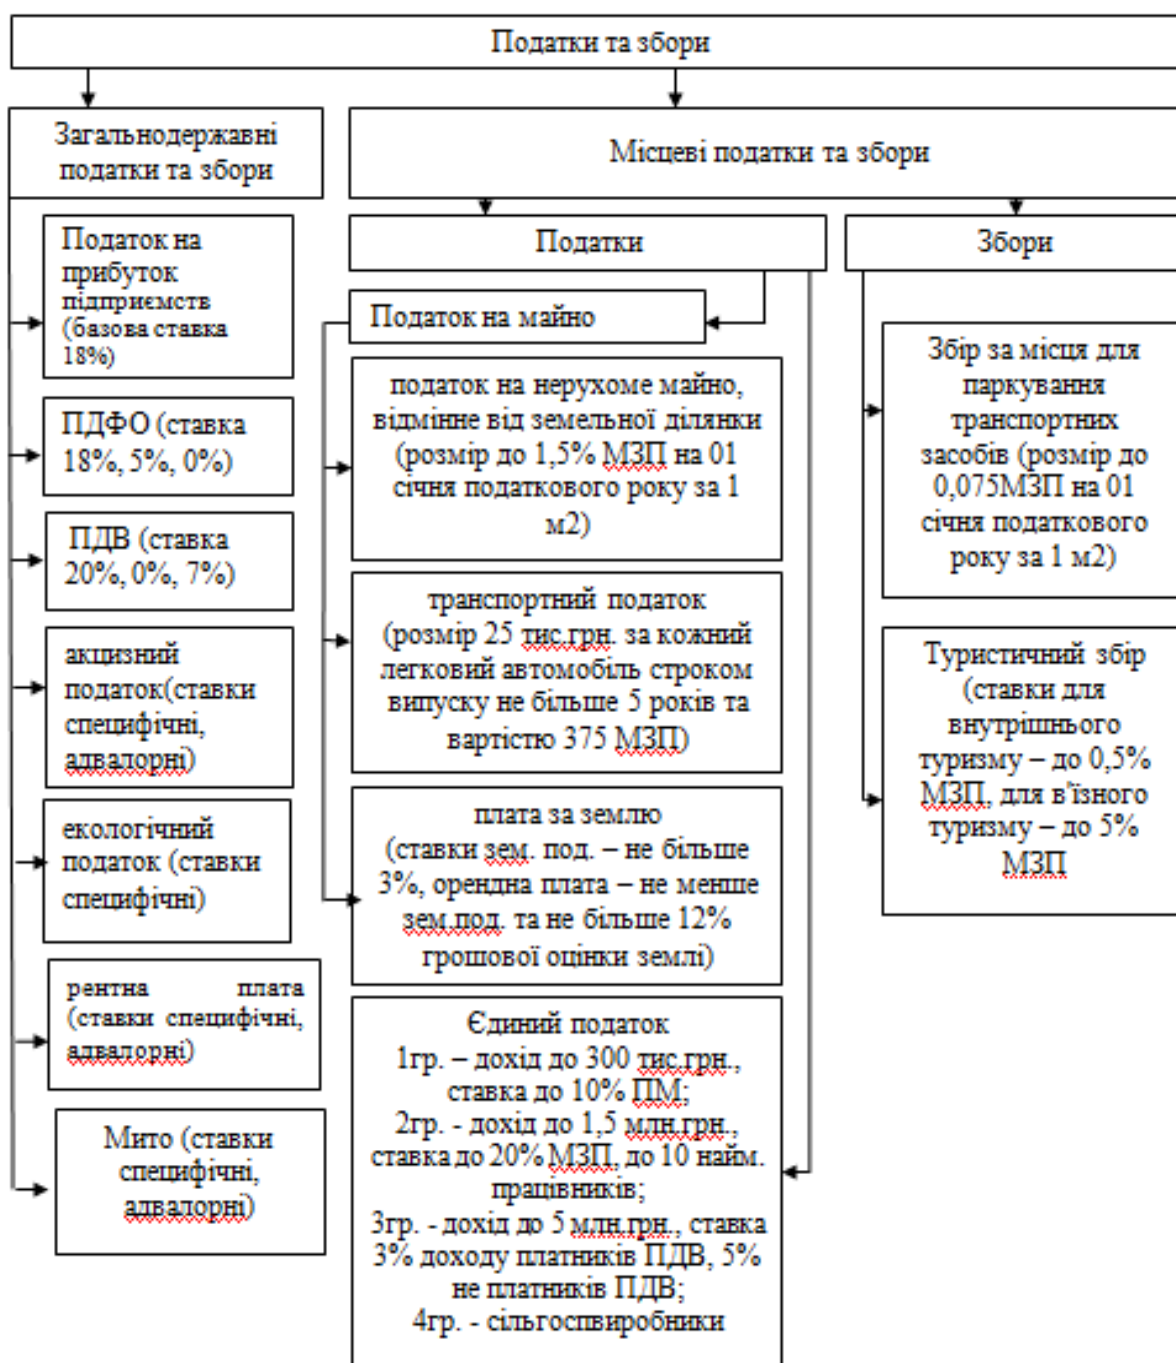 Податки та збори
Загальнодержавні
податки та збори
Місцеві податки та збори
Податок на
прибуток
підприємств
(базова ставка
18%)
ПДФО (ставка
18%, 5%, 0%)
ПДВ (ставка
20%, 0%, 7%)
акцизний
податок(ставки
специфічні,
адвалорні)
екологічний
податок (ставки
специфічні)
рентна плата
(ставки специфічні,
адвалорні)
Мито (ставки
специфічні,
адвалорні)
Податки
Податок на майно
податок на нерухоме майно,
відмінне від земельної ділянки
(розмір до 1,5% МЗП на 01
січня податкового року за 1
м2)
транспортний податок
(розмір 25 тис.грн. за кожний
легковий автомобіль строком
випуску не більше 5 років та
вартістю 375 МЗП)
плата за землю
(ставки зем. под. – не більше
3%, орендна плата – не менше
зем.под. та не більше 12%
грошової оцінки землі)
Єдиний податок
1гр. – дохід до 300 тис.грн.,
ставка до 10% ПМ;
2гр. - дохід до 1,5 млн.грн.,
ставка до 20% МЗП, до 10 найм.
працівників;
3гр. - дохід до 5 млн.грн., ставка
3% доходу платників ПДВ, 5%
не платників ПДВ;
4гр. - сільгоспвиробники
Збори
Збір за місця для
паркування
транспортних
засобів (розмір до
0,075МЗП на 01
січня податкового
року за 1 м2)
Туристичний збір
(ставки для
внутрішнього
туризму – до 0,5%
МЗП, для в'їзного
туризму – до 5%
МЗП